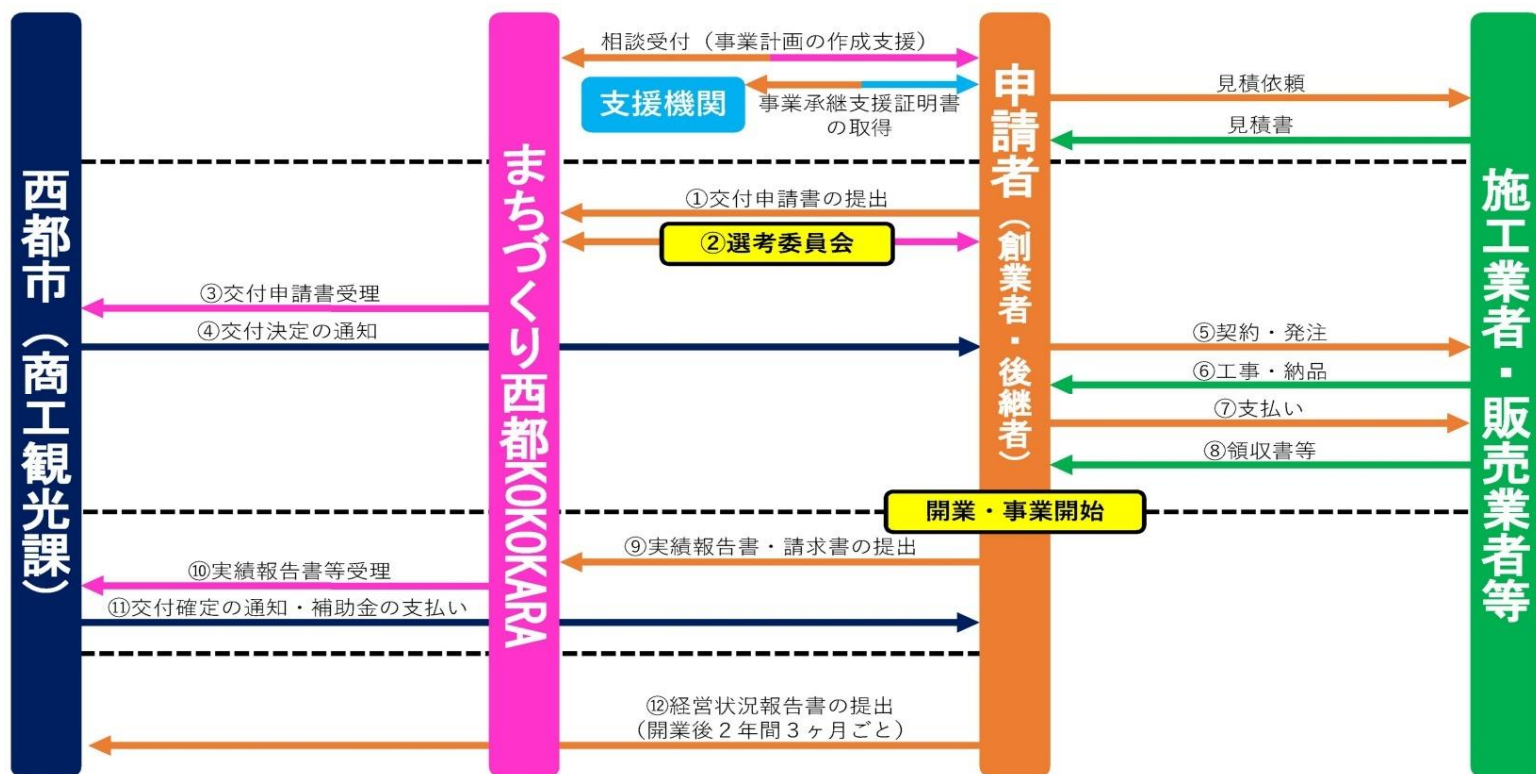 西都市（商工観光課）
まちづくり西都KOKOKARA
申請者（創業者・後継者）
施工業者・販売業者等
相談受付（事業計画の作成支援）
支援機関
事業承継支援証明書
の取得
見積依頼
見積書
①交付申請書の提出
②選考委員会
③交付申請書受理
④交付決定の通知
⑤契約・発注
⑥工事・納品
⑦支払い
⑧領収書等
開業・事業開始
⑨実績報告書・請求書の提出
⑩実績報告書等受理
⑪交付確定の通知・補助金の支払い
⑫経営状況報告書の提出
（開業後２年間３ヶ月ごと）